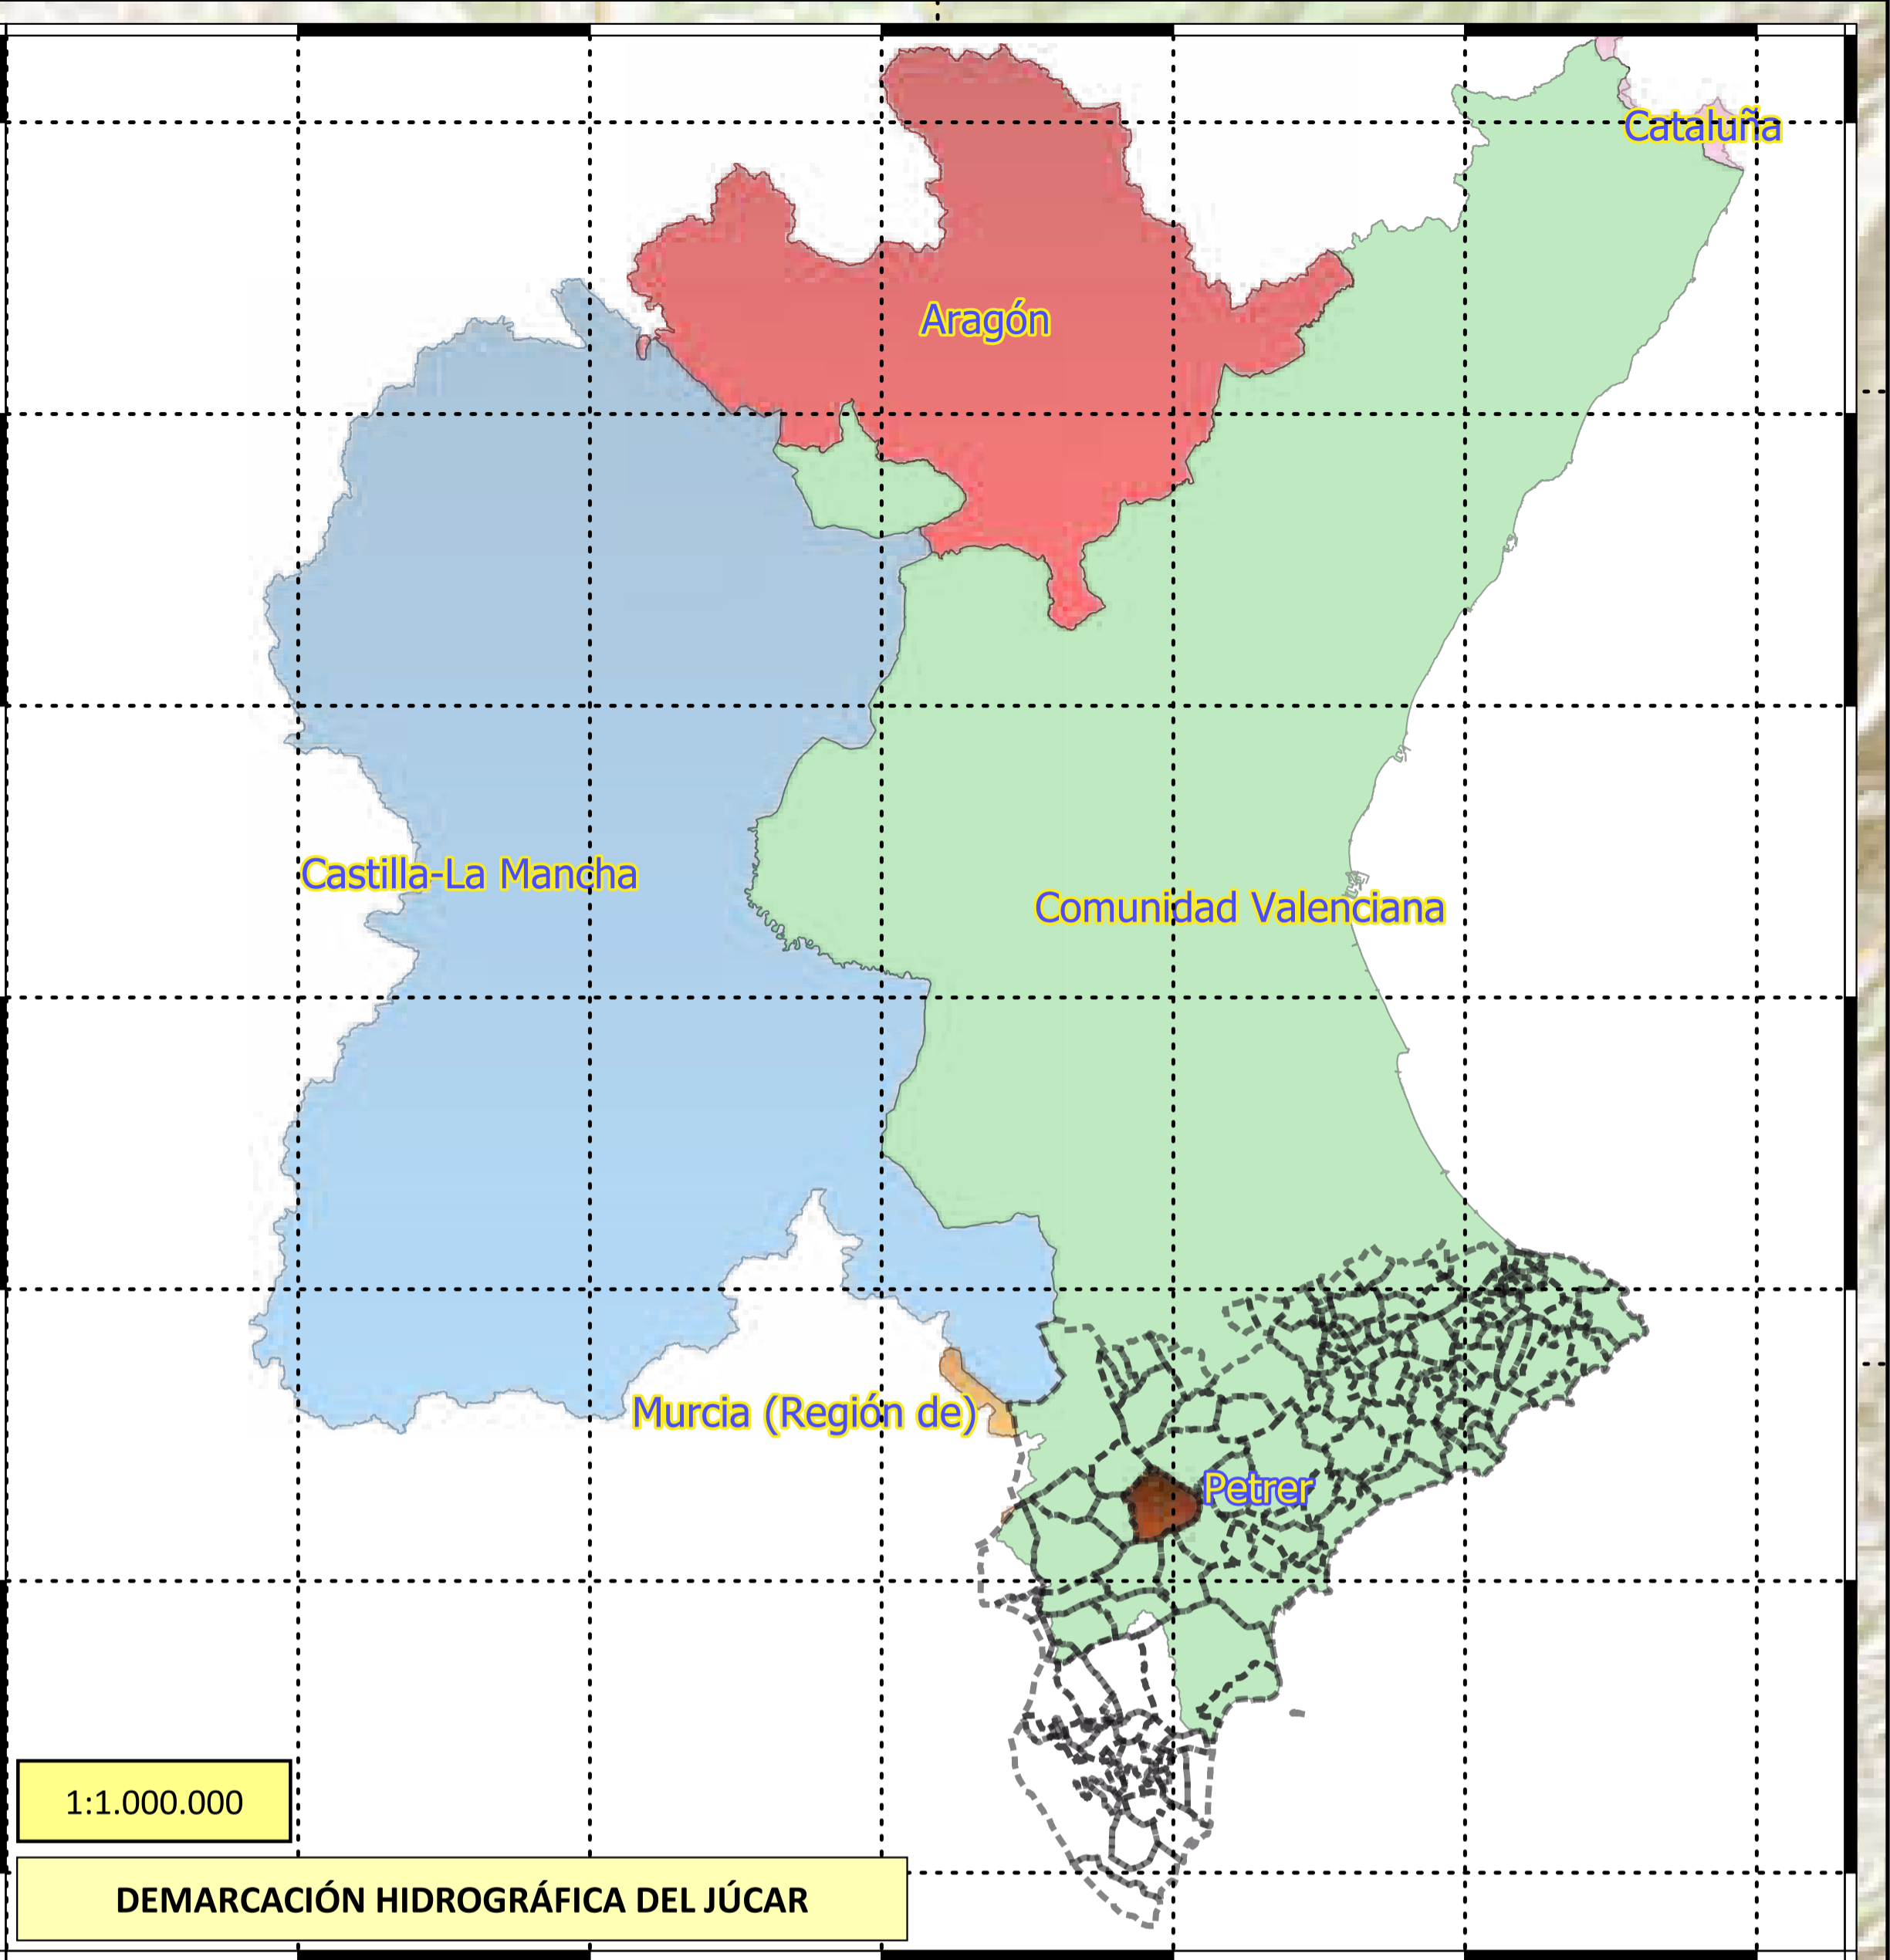 Cataluña
Aragón
Castilla-La Mancha
Comunidad Valenciana
Murcia (Región de)
Petrer
1:1.000.000
DEMARCACIÓN HIDROGRÁFICA DEL JÚCAR